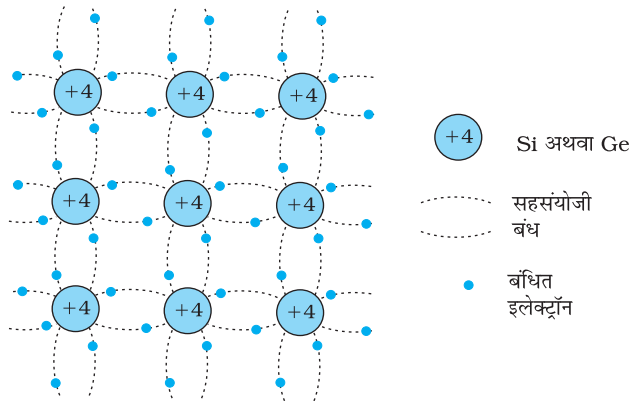 +4 +4 +4
+4 Si अथवा Ge
+4 +4 +4
सहसंयोजी
बंध
बंधित
इलेक्ट्रॉन
+4 +4 +4